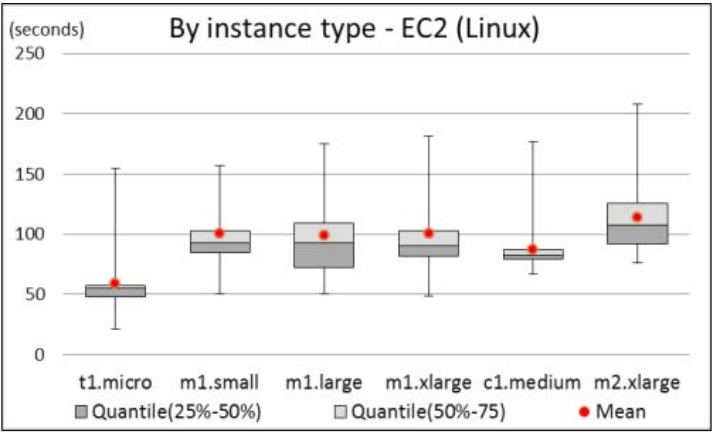 (seconds) By instance type - EC2 (Linux)
250
200
150
100
50
0
t1.micro m1.small m1.large m1.xlarge c1.medium m2.xlarge
Quantile(25%-50%) Quantile(50%-75) Mean